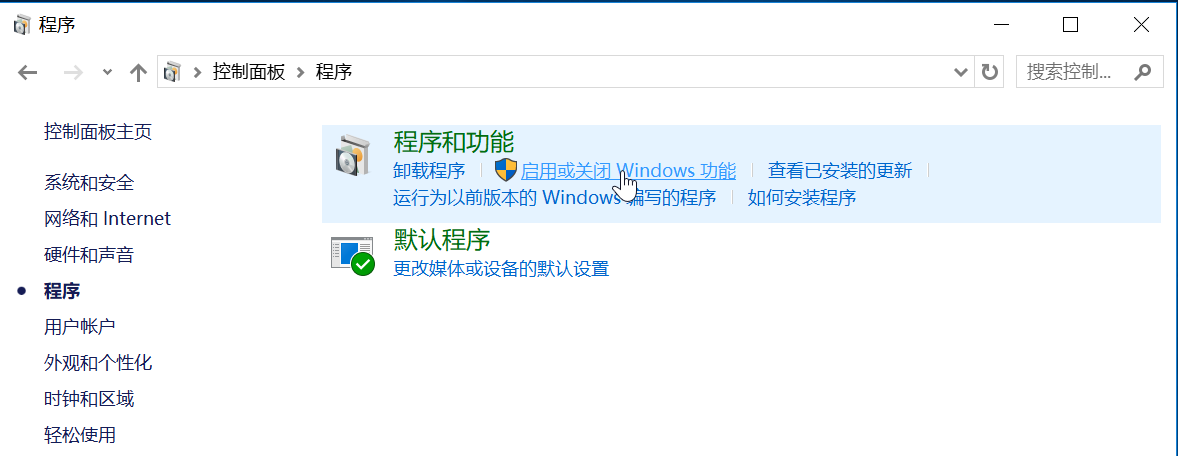 程序
控制面板 程序
搜索控制...
控制面板主页
系统和安全
网络和 Internet
硬件和声音
程序
用户帐户
外观和个性化
时钟和区域
轻松使用
程序和功能
卸载程序 启用或关闭 Windows 功能 查看已安装的更新
运行为以前版本的 Windows 编写的程序 如何安装程序
默认程序
更改媒体或设备的默认设置